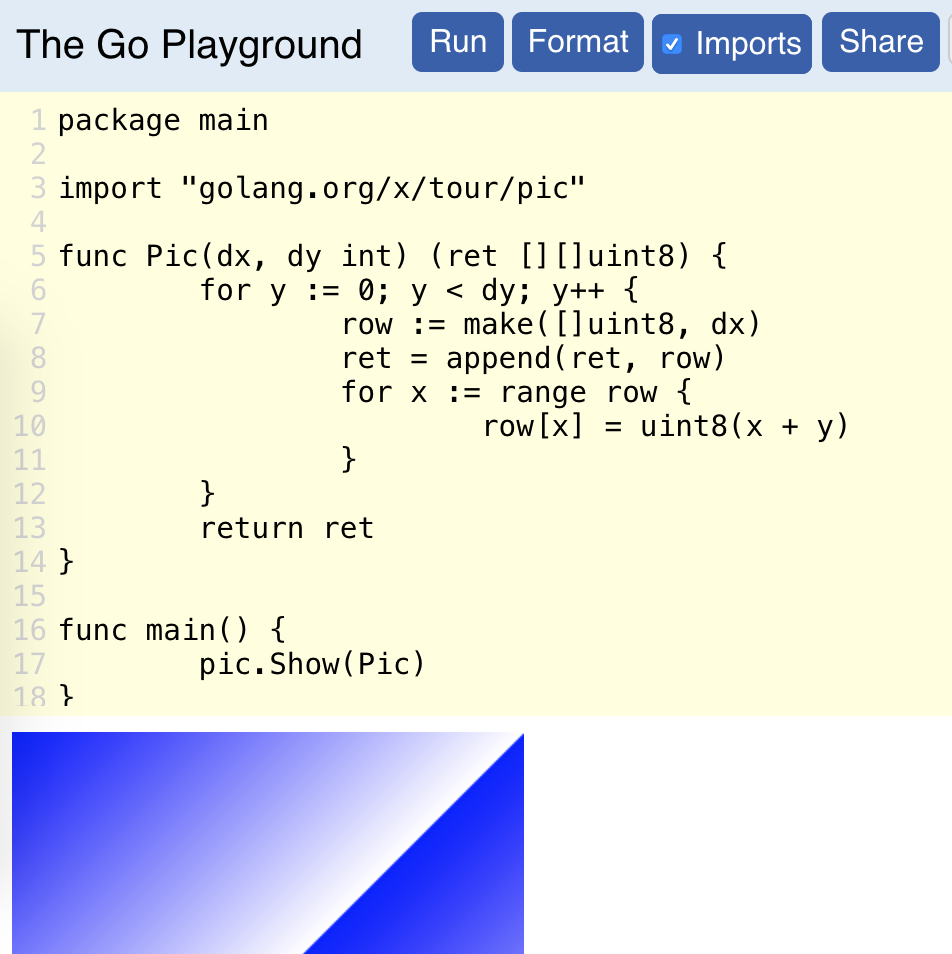 The Go Playground Run Format Imports Share
1 package main
2
3 import "golang.org/x/tour/pic"
4
5 func Pic(dx, dy int) (ret [][]uint8) {
6 for y := 0; y < dy; y++ {
7 row := make([]uint8, dx)
8 ret = append(ret, row)
9 for x := range row {
10 row[x] = uint8(x + y)
11 }
12 }
13 return ret
14 }
15
16 func main() {
17 pic.Show(Pic)
18 }